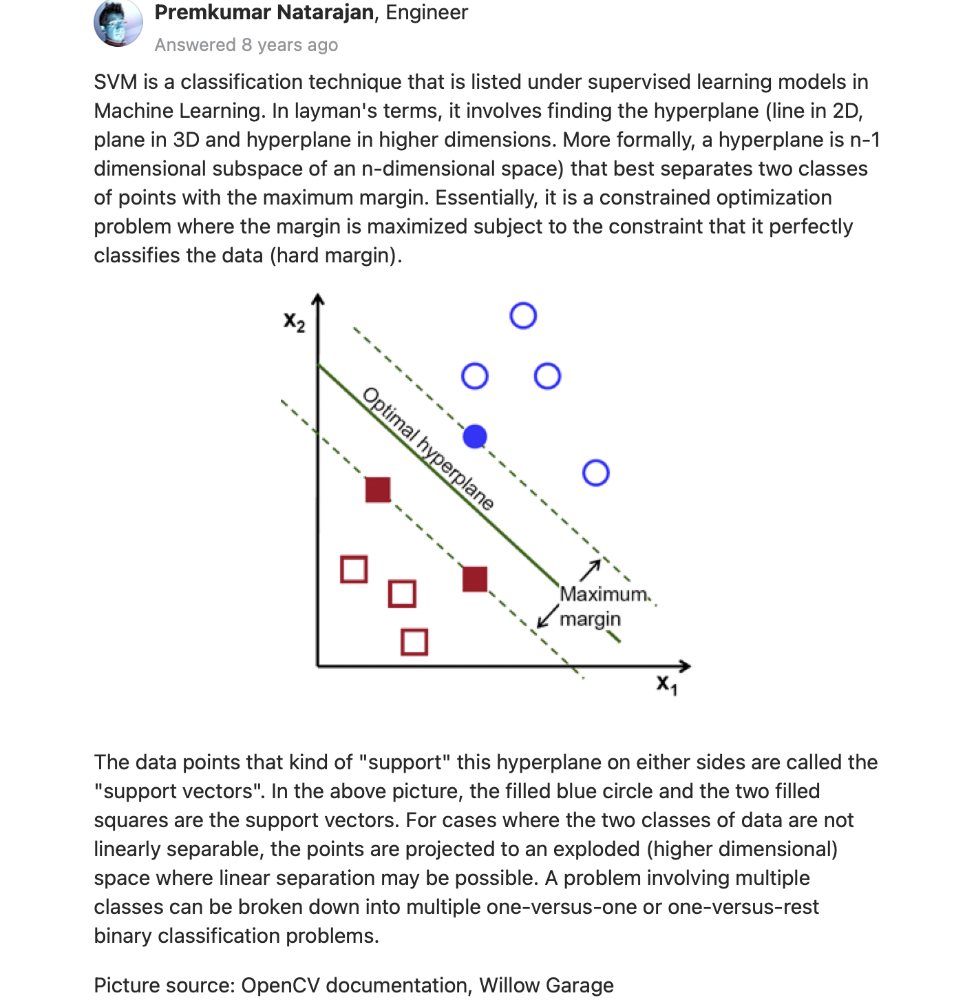 Premkumar Natarajan, Engineer
Answered 8 years ago
SVM is a classification technique that is listed under supervised learning models in
Machine Learning. In layman's terms, it involves finding the hyperplane (line in 2D,
plane in 3D and hyperplane in higher dimensions. More formally, a hyperplane is n-1
dimensional subspace of an n-dimensional space) that best separates two classes
of points with the maximum margin. Essentially, it is a constrained optimization
problem where the margin is maximized subject to the constraint that it perfectly
classifies the data (hard margin).
x₂
Optimal hyperplane
Maximum
margin
x₁
The data points that kind of "support" this hyperplane on either sides are called the
"support vectors". In the above picture, the filled blue circle and the two filled
squares are the support vectors. For cases where the two classes of data are not
linearly separable, the points are projected to an exploded (higher dimensional)
space where linear separation may be possible. A problem involving multiple
classes can be broken down into multiple one-versus-one or one-versus-rest
binary classification problems.
Picture source: OpenCV documentation, Willow Garage